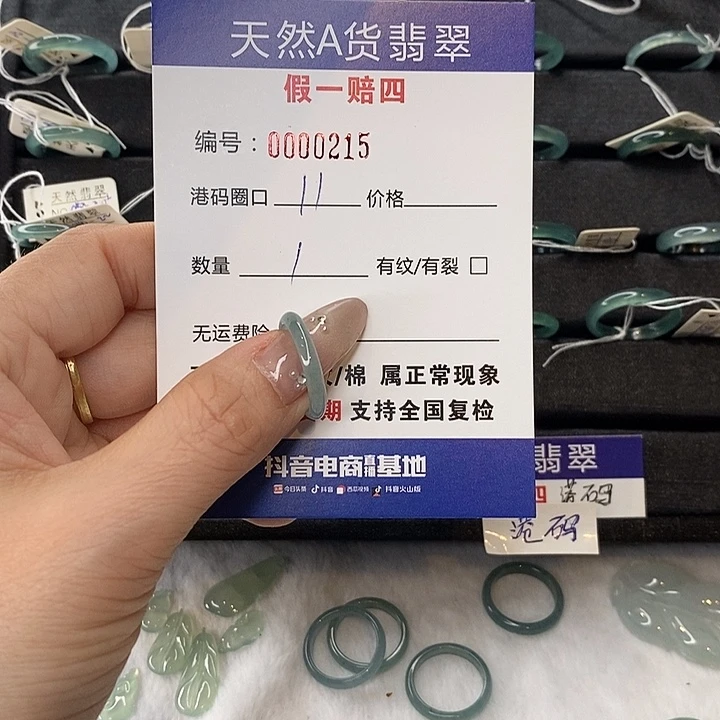 天然A货翡翠
假一赔四
编号：0000215
港码圈口 11 价格
数量 1 有纹/有裂 □
无运费险
/棉 属正常现象
期 支持全国复检
抖音电商直播基地
今日头条 抖音 西瓜视频 抖音火山版
天然翡翠
翡翠
四 港码
港码